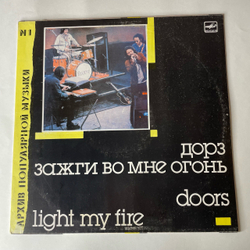 АРХИВ ПОПУЛЯРНОЙ МУЗЫКИ
№1
дорз
зажги во мне огонь
doors
light my fire